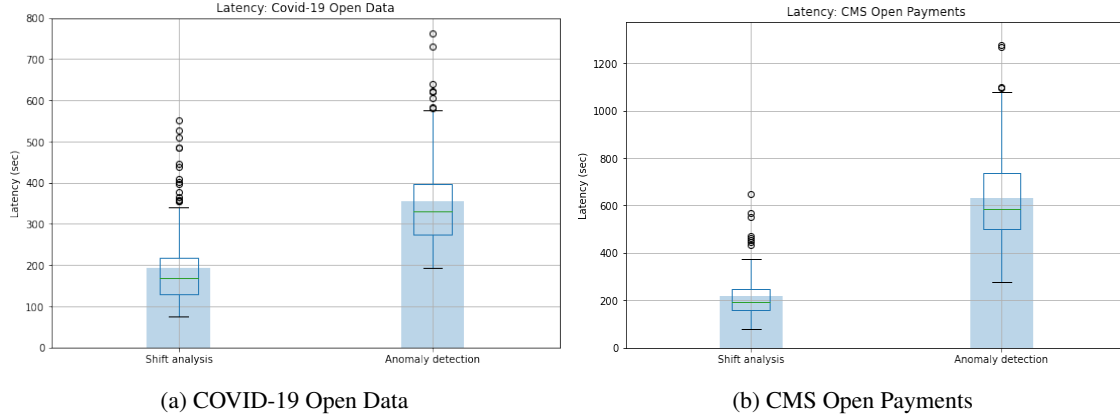 Latency: Covid-19 Open Data
800
700
600
500
400
300
200
100
0
Latency (sec)
Shift analysis
Anomaly detection
(a) COVID-19 Open Data
Latency: CMS Open Payments
1200
1000
800
600
400
200
0
Latency (sec)
Shift analysis
Anomaly detection
(b) CMS Open Payments